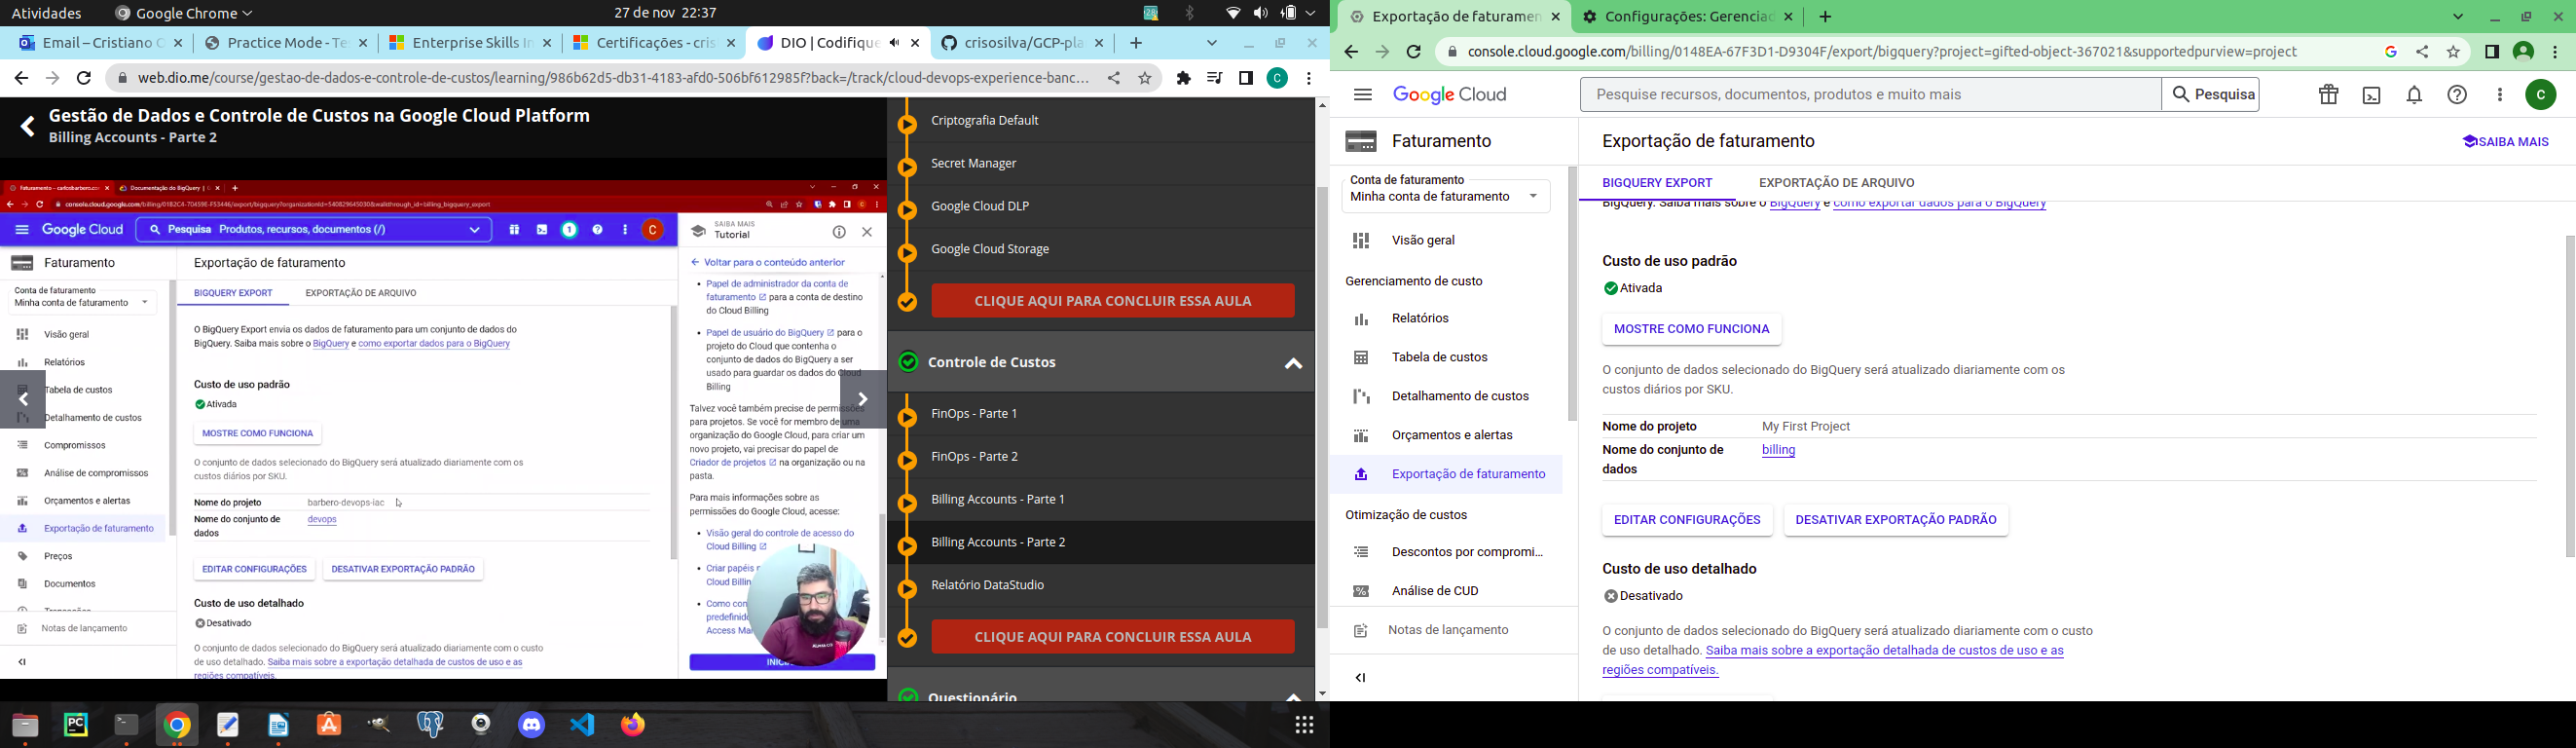 Atividades
Google Chrome
27 de nov  22:37
Email – Cristiano C
Practice Mode - Te
Enterprise Skills In
Certificações - cris
DIO | Codifique
crisosilva/GCP-pla
web.dio.me/course/gestao-de-dados-e-controle-de-custos/learning/986b62d5-db31-4183-afd0-506bf612985f?back=/track/cloud-devops-experience-banc...
C
Gestão de Dados e Controle de Custos na Google Cloud Platform
Billing Accounts - Parte 2
Faturamento – carlosbarbero.com
Documentação do BigQuery | G
console.cloud.google.com/billing/0182C4-70459E-F53446/export/bigquery?organizationId=540829645030&walkthrough_id=billing_bigquery_export
Google Cloud
Pesquisa  Produtos, recursos, documentos (/)
1
C
SAIBA MAIS
Tutorial
Faturamento
Exportação de faturamento
Voltar para o conteúdo anterior
Conta de faturamento
Minha conta de faturamento
BIGQUERY EXPORT
EXPORTAÇÃO DE ARQUIVO
Visão geral
Relatórios
Tabela de custos
Detalhamento de custos
Compromissos
Análise de compromissos
Orçamentos e alertas
Exportação de faturamento
Preços
Documentos
Transações
Notas de lançamento
O BigQuery Export envia os dados de faturamento para um conjunto de dados do
BigQuery. Saiba mais sobre o BigQuery e como exportar dados para o BigQuery
Custo de uso padrão
Ativada
MOSTRE COMO FUNCIONA
O conjunto de dados selecionado do BigQuery será atualizado diariamente com os
custos diários por SKU.
Nome do projeto  barbero-devops-iac
Nome do conjunto de  devops
dados
EDITAR CONFIGURAÇÕES
DESATIVAR EXPORTAÇÃO PADRÃO
Custo de uso detalhado
Desativado
O conjunto de dados selecionado do BigQuery será atualizado diariamente com o custo
de uso detalhado. Saiba mais sobre a exportação detalhada de custos de uso e as
regiões compatíveis.
Papel de administrador da conta de
faturamento para a conta de destino
do Cloud Billing
Papel de usuário do BigQuery para o
projeto do Cloud que contenha o
conjunto de dados do BigQuery a ser
usado para guardar os dados do Cloud
Billing
Talvez você também precise de permissões
para projetos. Se você for membro de uma
organização do Google Cloud, para criar um
novo projeto, vai precisar do papel de
Criador de projetos na organização ou na
pasta.
Para mais informações sobre as
permissões do Google Cloud, acesse:
Visão geral do controle de acesso do
Cloud Billing
Criar papéis
Cloud Billin
Como con
predefinido
Access Ma
Criptografia Default
Secret Manager
Google Cloud DLP
Google Cloud Storage
CLIQUE AQUI PARA CONCLUIR ESSA AULA
Controle de Custos
FinOps - Parte 1
FinOps - Parte 2
Billing Accounts - Parte 1
Billing Accounts - Parte 2
Relatório DataStudio
CLIQUE AQUI PARA CONCLUIR ESSA AULA
Questionário
Exportação de faturamen
Configurações: Gerenciad
console.cloud.google.com/billing/0148EA-67F3D1-D9304F/export/bigquery?project=gifted-object-367021&supportedpurview=project
Google Cloud
Pesquise recursos, documentos, produtos e muito mais
Pesquisa
C
Faturamento
Exportação de faturamento
SAIBA MAIS
Conta de faturamento
Minha conta de faturamento
BIGQUERY EXPORT
EXPORTAÇÃO DE ARQUIVO
Visão geral
Gerenciamento de custo
Relatórios
Tabela de custos
Detalhamento de custos
Orçamentos e alertas
Exportação de faturamento
Otimização de custos
Descontos por compromi...
Análise de CUD
Notas de lançamento
BigQuery. Saiba mais sobre o BigQuery e como exportar dados para o BigQuery
Custo de uso padrão
Ativada
MOSTRE COMO FUNCIONA
O conjunto de dados selecionado do BigQuery será atualizado diariamente com os
custos diários por SKU.
Nome do projeto  My First Project
Nome do conjunto de  billing
dados
EDITAR CONFIGURAÇÕES
DESATIVAR EXPORTAÇÃO PADRÃO
Custo de uso detalhado
Desativado
O conjunto de dados selecionado do BigQuery será atualizado diariamente com o custo
de uso detalhado. Saiba mais sobre a exportação detalhada de custos de uso e as
regiões compatíveis.